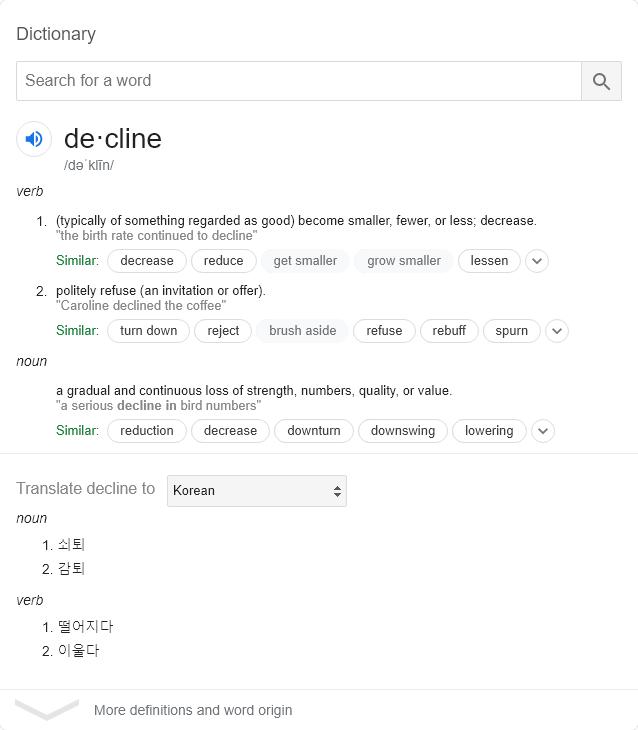 Dictionary
Search for a word
de·cline
/dəˈklīn/
verb
1. (typically of something regarded as good) become smaller, fewer, or less; decrease.
"the birth rate continued to decline"
Similar: decrease reduce get smaller grow smaller lessen
2. politely refuse (an invitation or offer).
"Caroline declined the coffee"
Similar: turn down reject brush aside refuse rebuff spurn
noun
a gradual and continuous loss of strength, numbers, quality, or value.
"a serious decline in bird numbers"
Similar: reduction decrease downturn downswing lowering
Translate decline to Korean
noun
1. 쇠퇴
2. 감퇴
verb
1. 떨어지다
2. 이울다
More definitions and word origin